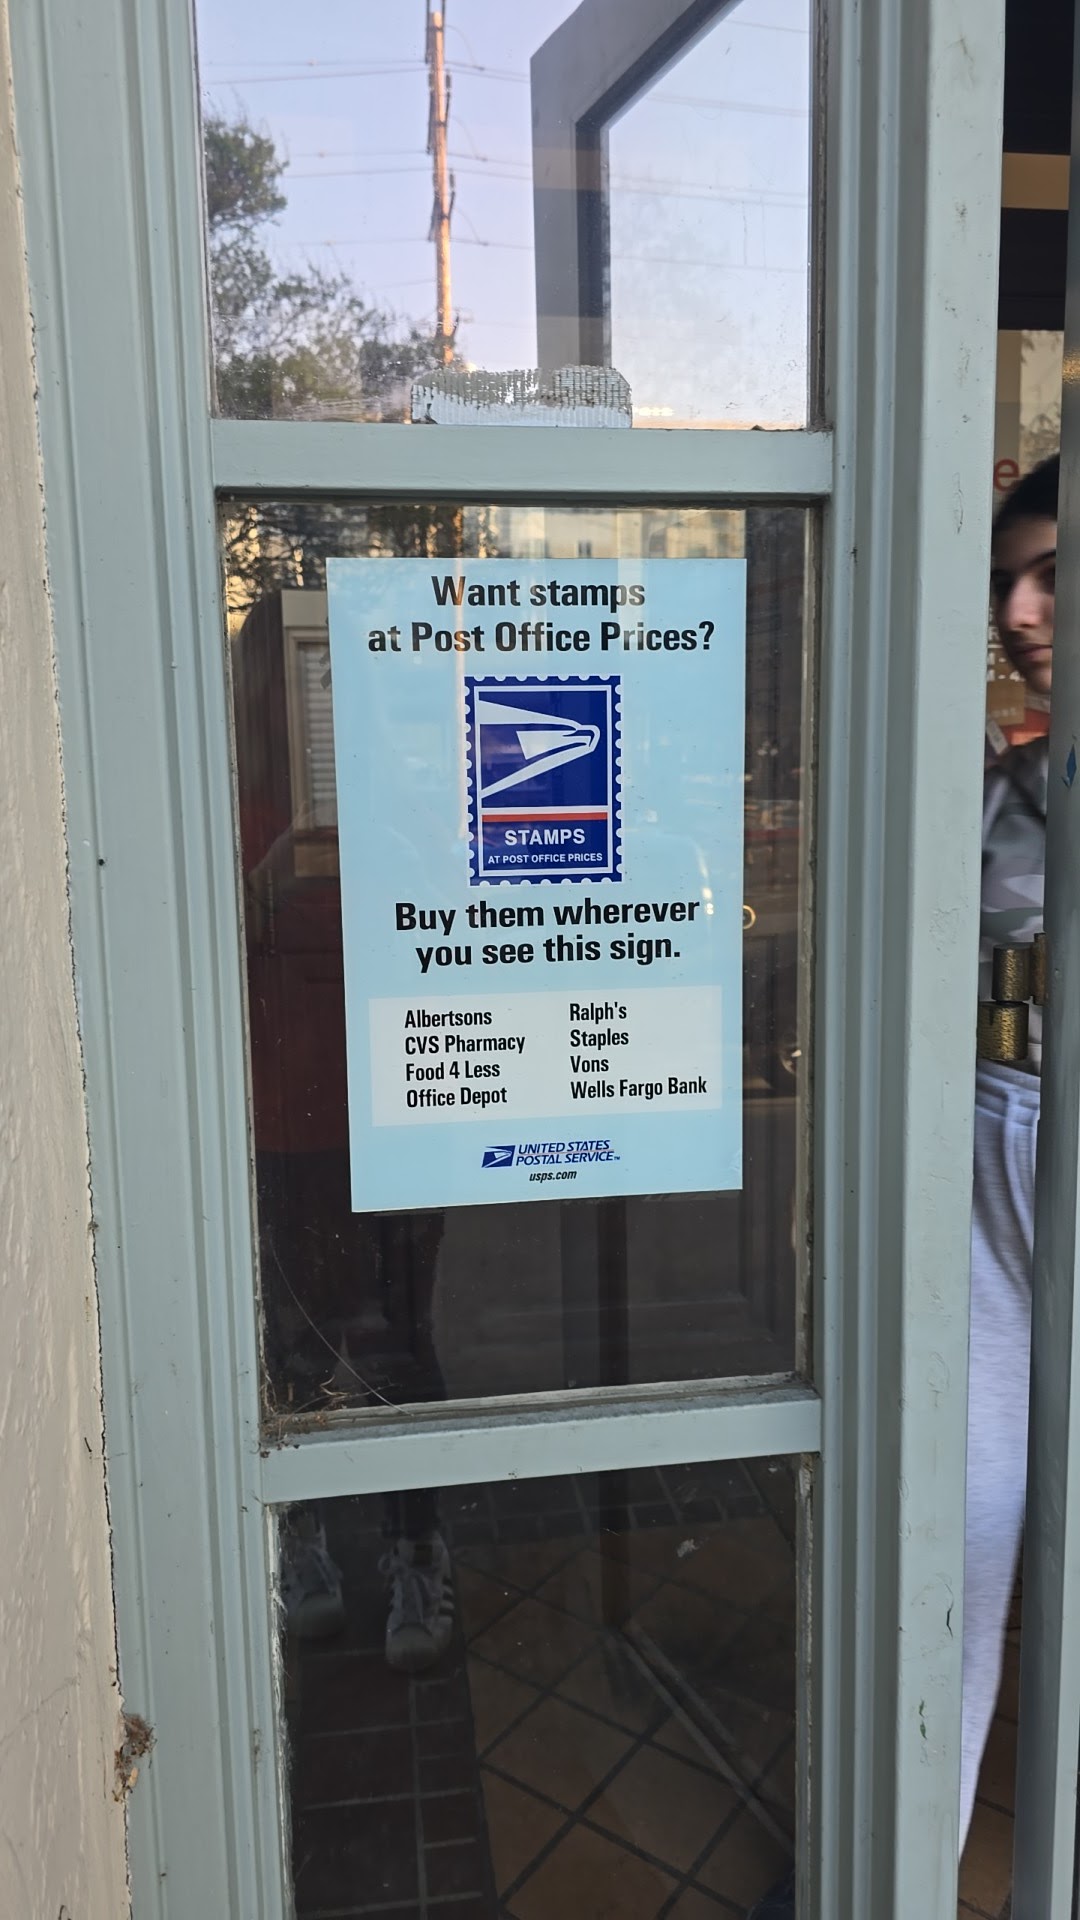 Want stamps
at Post Office Prices?
STAMPS
AT POST OFFICE PRICES
Buy them wherever
you see this sign.
Albertsons
CVS Pharmacy
Food 4 Less
Office Depot
Ralph's
Staples
Vons
Wells Fargo Bank
UNITED STATES
POSTAL SERVICE™
usps.com